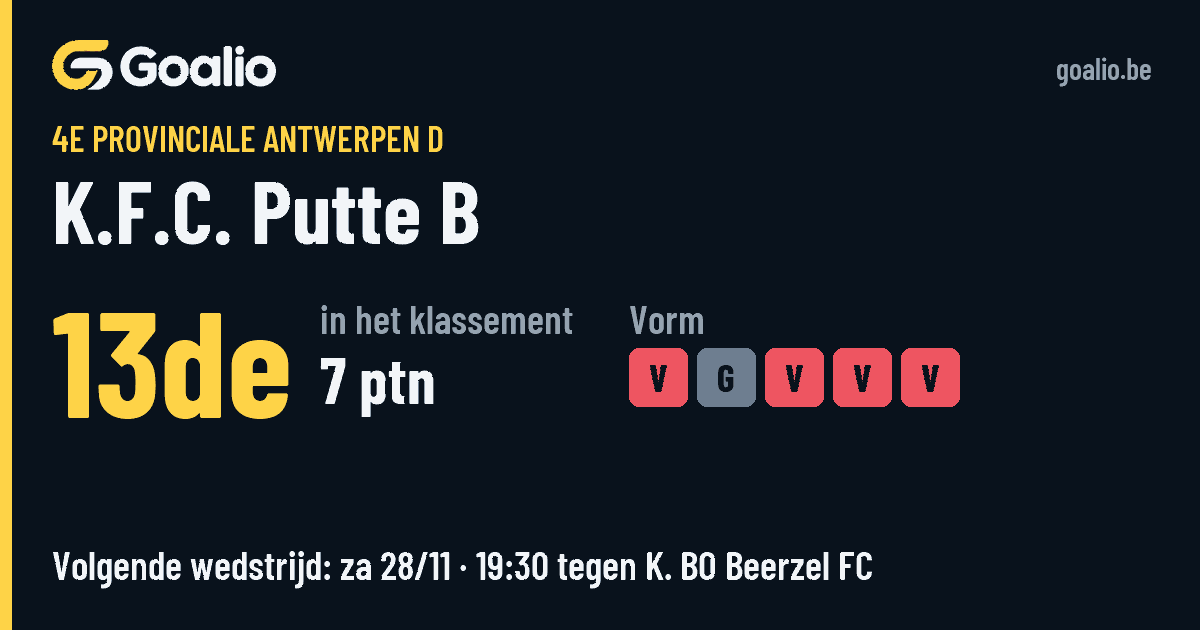 Goalio
goalio.be
4E PROVINCIALE ANTWERPEN D
K.F.C. Putte B
13de
in het klassement
7 ptn
Vorm
V G V V V
Volgende wedstrijd: za 28/11 · 19:30 tegen K. BO Beerzel FC